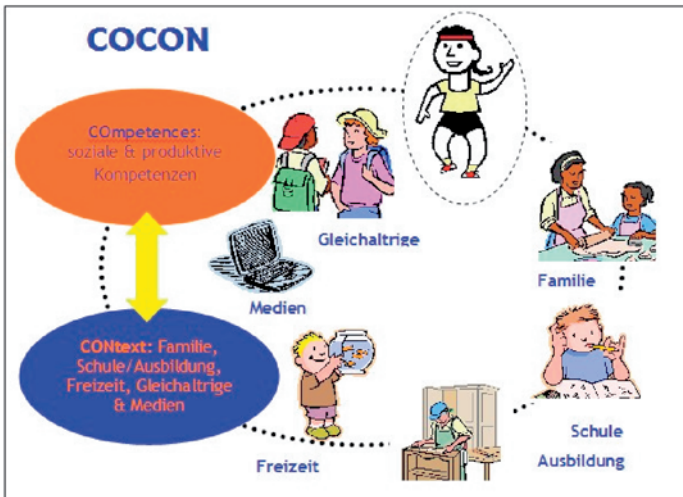 COCON
COmpetences:
soziale & produktive
Kompetenzen
Gleichaltrige
Familie
Medien
CONtext: Familie,
Schule/Ausbildung,
Freizeit, Gleichaltrige
& Medien
Freizeit
Schule
Ausbildung